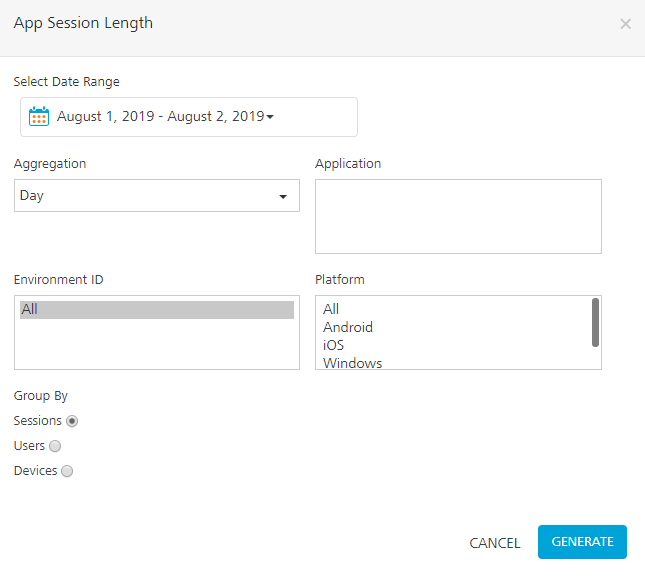 App Session Length
Select Date Range
August 1, 2019 - August 2, 2019
Aggregation
Application
Day
Environment ID
Platform
All
All
Android
iOS
Windows
Group By
Sessions
Users
Devices
CANCEL
GENERATE